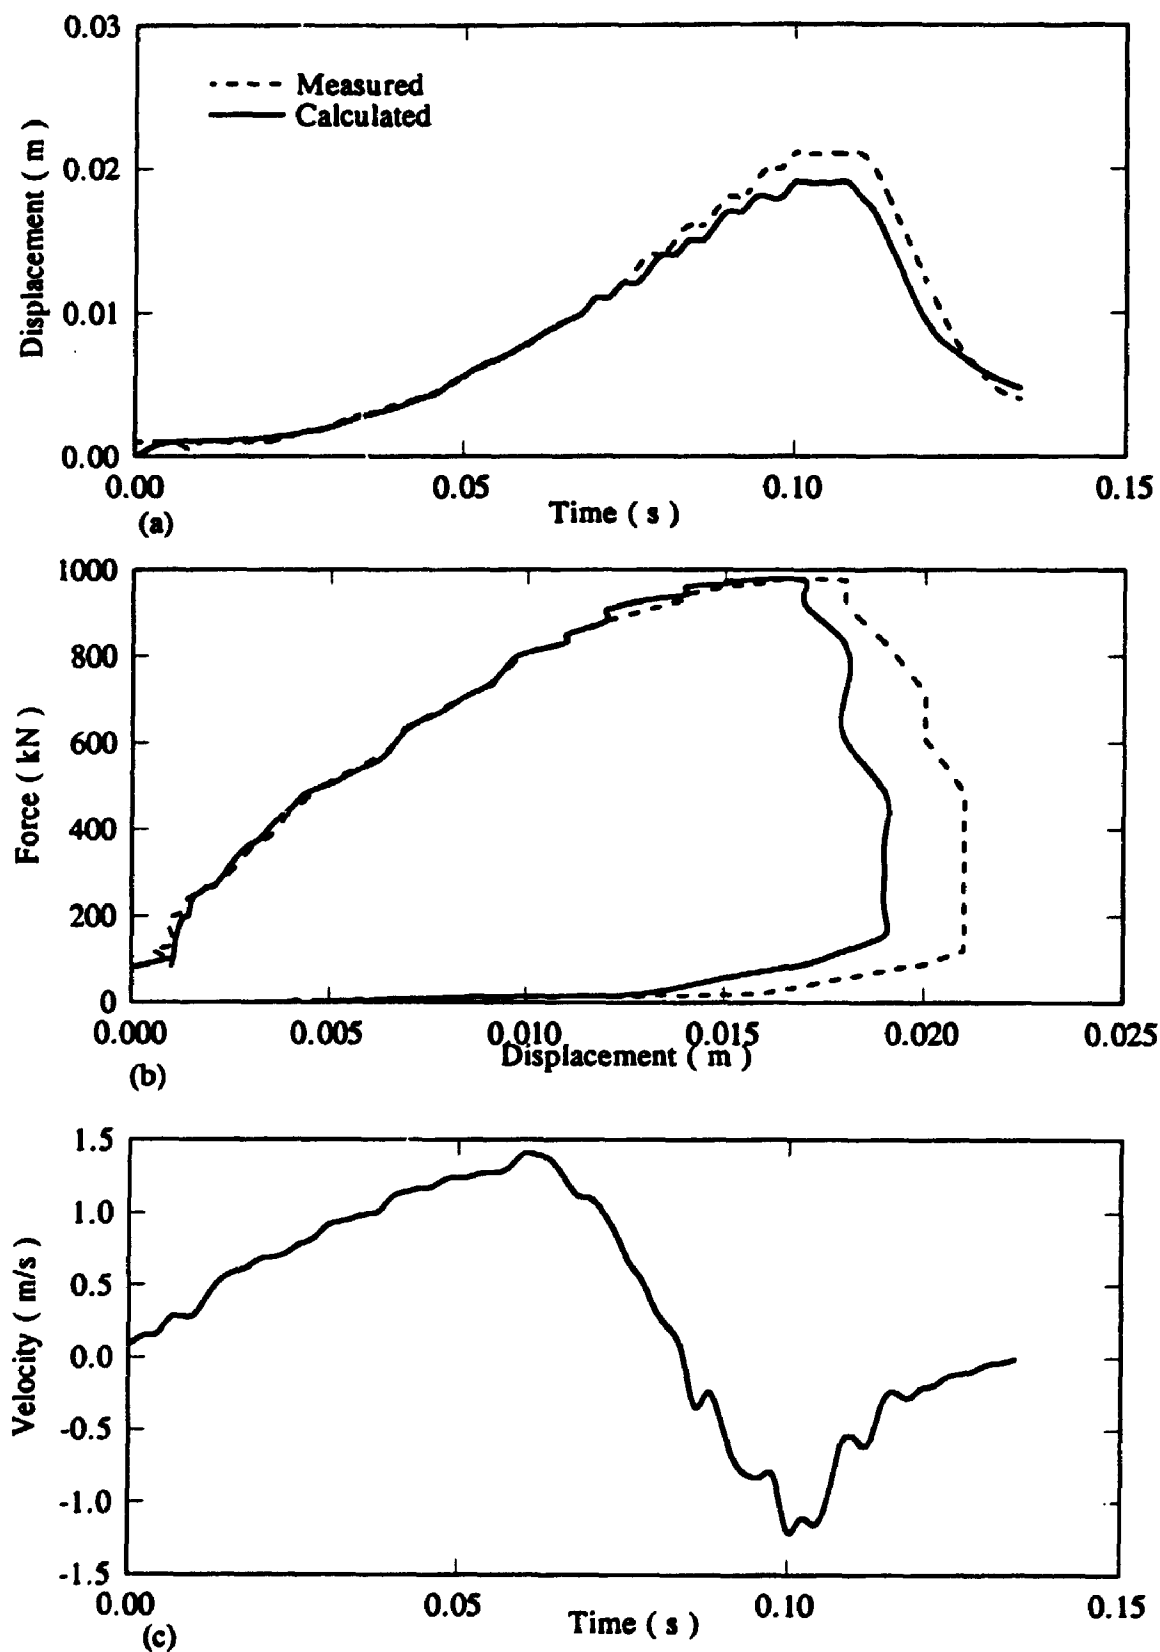 0.03
Measured
Calculated
0.02
0.01
0.00
Displacement ( m )
0.00 0.05 0.10 0.15
Time ( s )
(a)
1000
800
600
400
200
0
Force ( kN )
0.000 0.005 0.010 0.015 0.020 0.025
Displacement ( m )
(b)
1.5
1.0
0.5
0.0
-0.5
-1.0
-1.5
Velocity ( m/s )
0.00 0.05 0.10 0.15
Time ( s )
(c)